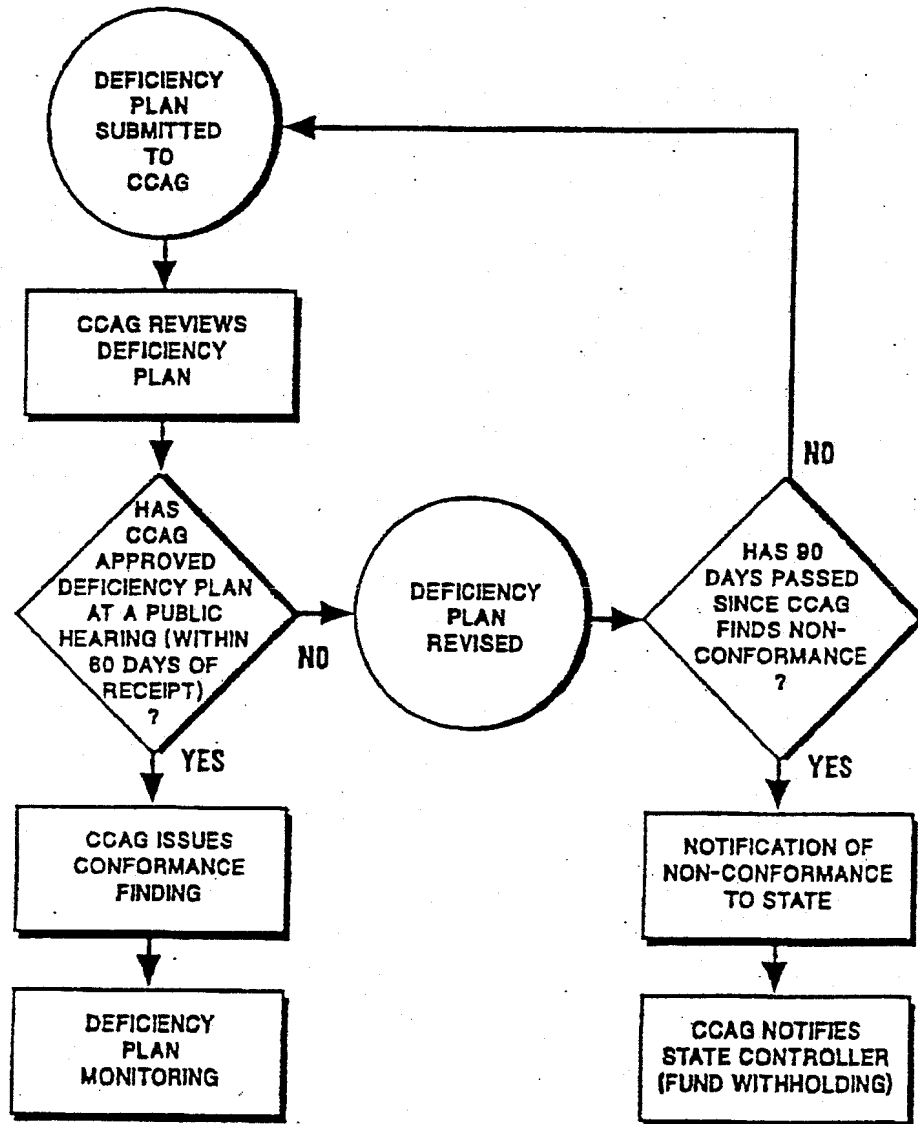 DEFICIENCY
PLAN
SUBMITTED
TO
CCAG
CCAG REVIEWS
DEFICIENCY
PLAN
HAS
CCAG
APPROVED
DEFICIENCY PLAN
AT A PUBLIC
HEARING (WITHIN
60 DAYS OF
RECEIPT)
?
NO
YES
DEFICIENCY
PLAN
REVISED
NO
HAS 90
DAYS PASSED
SINCE CCAG
FINDS NON-
CONFORMANCE
?
YES
CCAG ISSUES
CONFORMANCE
FINDING
NOTIFICATION OF
NON-CONFORMANCE
TO STATE
DEFICIENCY
PLAN
MONITORING
CCAG NOTIFIES
STATE CONTROLLER
(FUND WITHHOLDING)